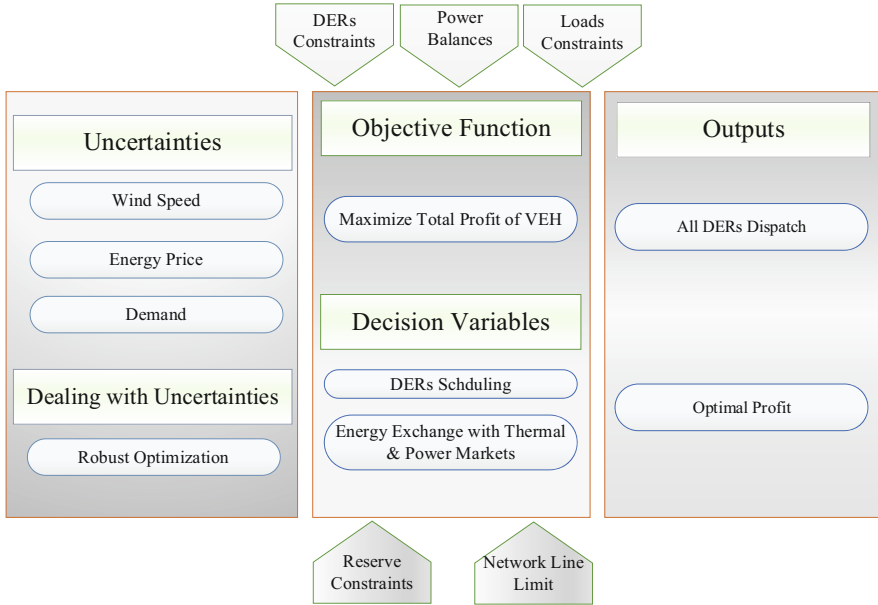 DERs
Constraints
Power
Balances
Loads
Constraints
Uncertainties
Wind Speed
Energy Price
Demand
Dealing with Uncertainties
Robust Optimization
Objective Function
Maximize Total Profit of VEH
Decision Variables
DERs Schduling
Energy Exchange with Thermal
& Power Markets
Outputs
All DERs Dispatch
Optimal Profit
Reserve
Constraints
Network Line
Limit